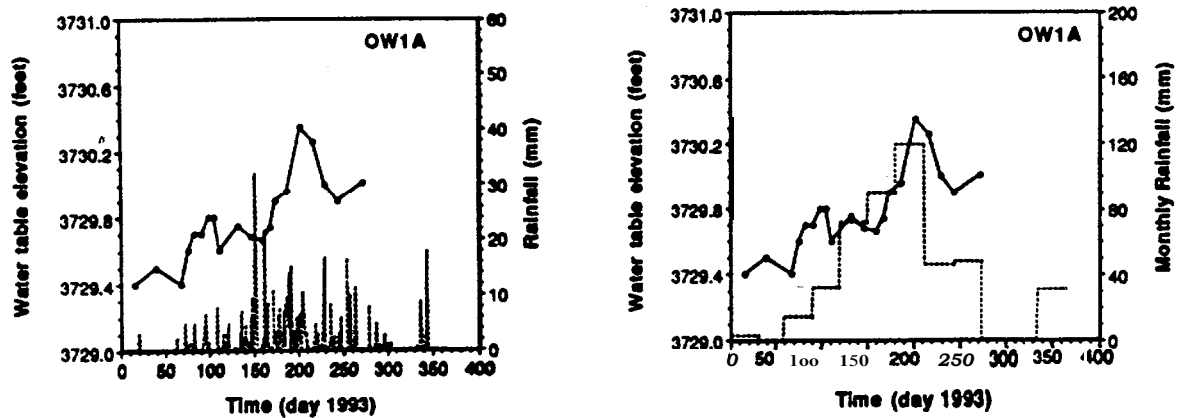 3731.0
3730.6
3730.2
3729.8
3729.4
3729.0
Water table elevation (feet)
OW1A
60
50
40
30
20
10
0
Rainfall (mm)
0 50 100 150 200 250 300 350 400
Time (day 1993)
3731.0
3730.6
3730.2
3729.8
3729.4
3729.0
Water table elevation (feet)
OW1A
200
160
120
80
40
0
Monthly Rainfall (mm)
0 50 100 150 200 250 300 350 400
Time (day 1993)